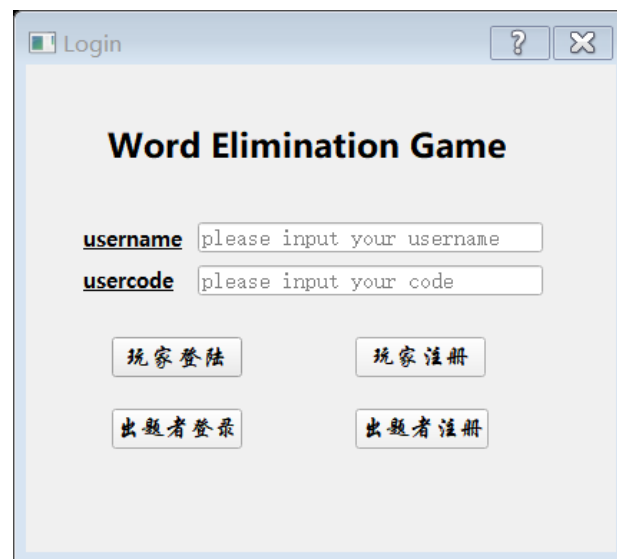 Login
Word Elimination Game
username please input your username
usercode please input your code
玩家登陆 玩家注册
出题者登录 出题者注册